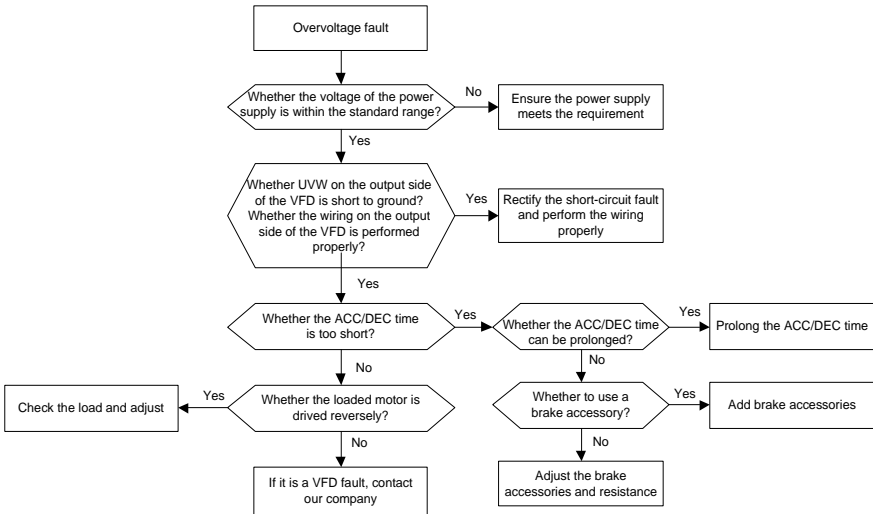 Overvoltage fault
Whether the voltage of the power
supply is within the standard range?
No
Ensure the power supply
meets the requirement
Yes
Whether UVW on the output side
of the VFD is short to ground?
Whether the wiring on the output
side of the VFD is performed
properly?
Yes
Rectify the short-circuit fault
and perform the wiring
properly
Yes
Whether the ACC/DEC time
is too short?
Yes
Whether the ACC/DEC time
can be prolonged?
Yes
Prolong the ACC/DEC time
No
No
Check the load and adjust
Yes
Whether the loaded motor is
drived reversely?
Whether to use a
brake accessory?
Yes
Add brake accessories
No
No
If it is a VFD fault, contact
our company
Adjust the brake
accessories and resistance